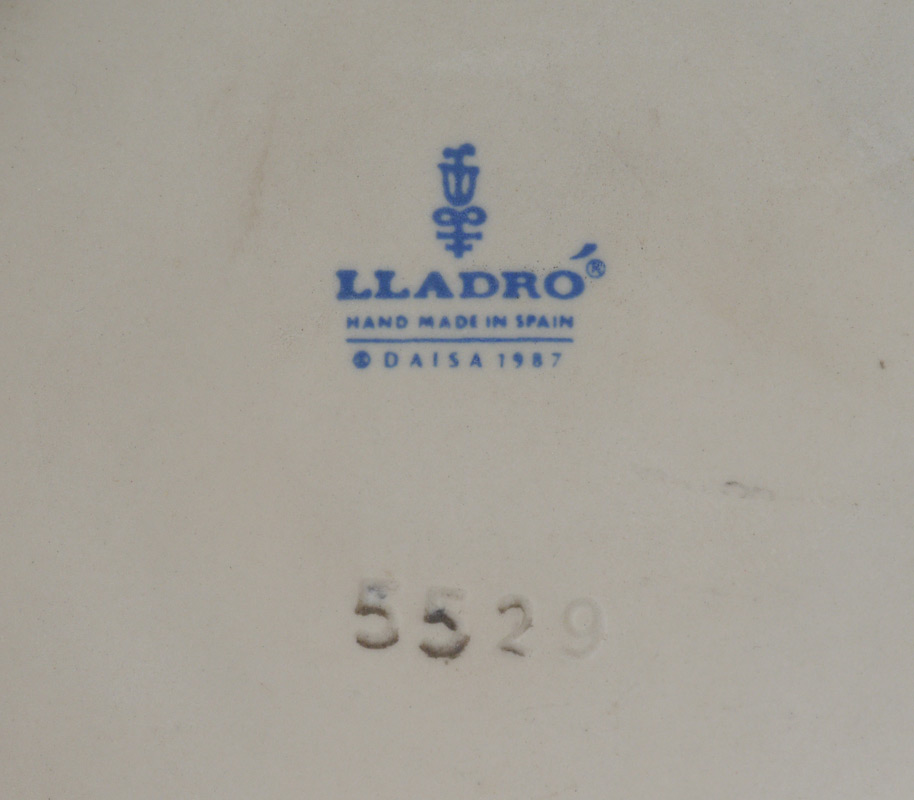 LLADRÓ®
HAND MADE IN SPAIN
© DAISA 1987
5529